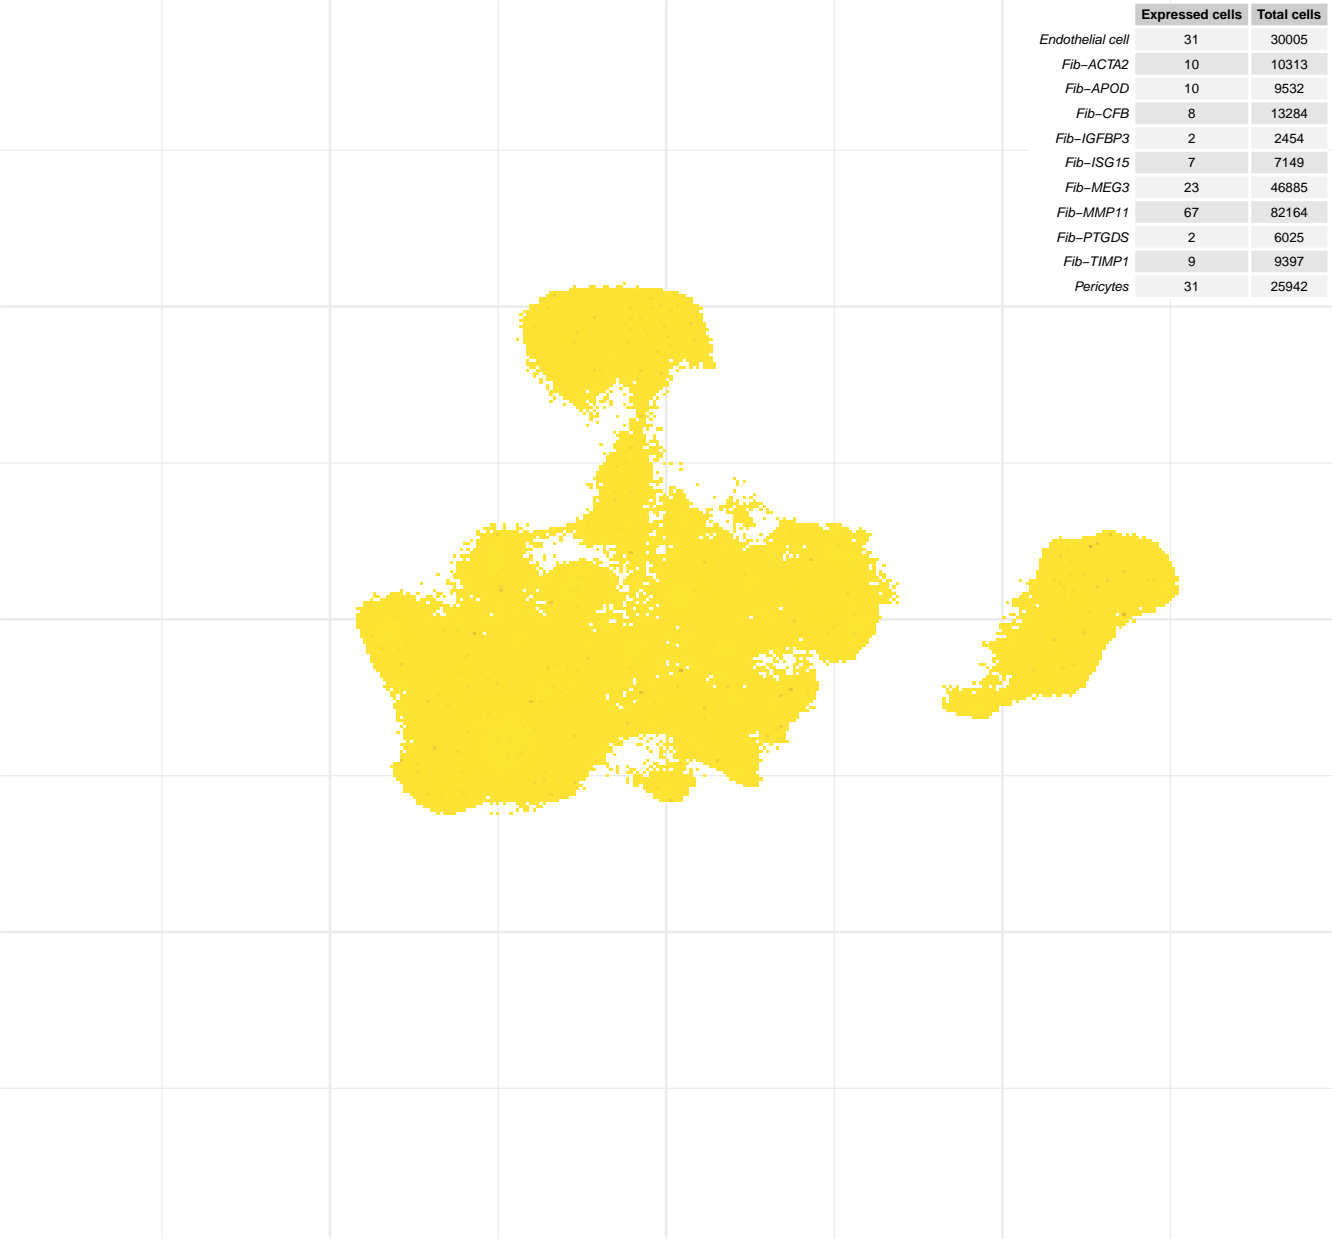 Expressed cells Total cells
Endothelial cell 31 30005
Fib−ACTA2 10 10313
Fib−APOD 10 9532
Fib−CFB 8 13284
Fib−IGFBP3 2 2454
Fib−ISG15 7 7149
Fib−MEG3 23 46885
Fib−MMP11 67 82164
Fib−PTGDS 2 6025
Fib−TIMP1 9 9397
Pericytes 31 25942